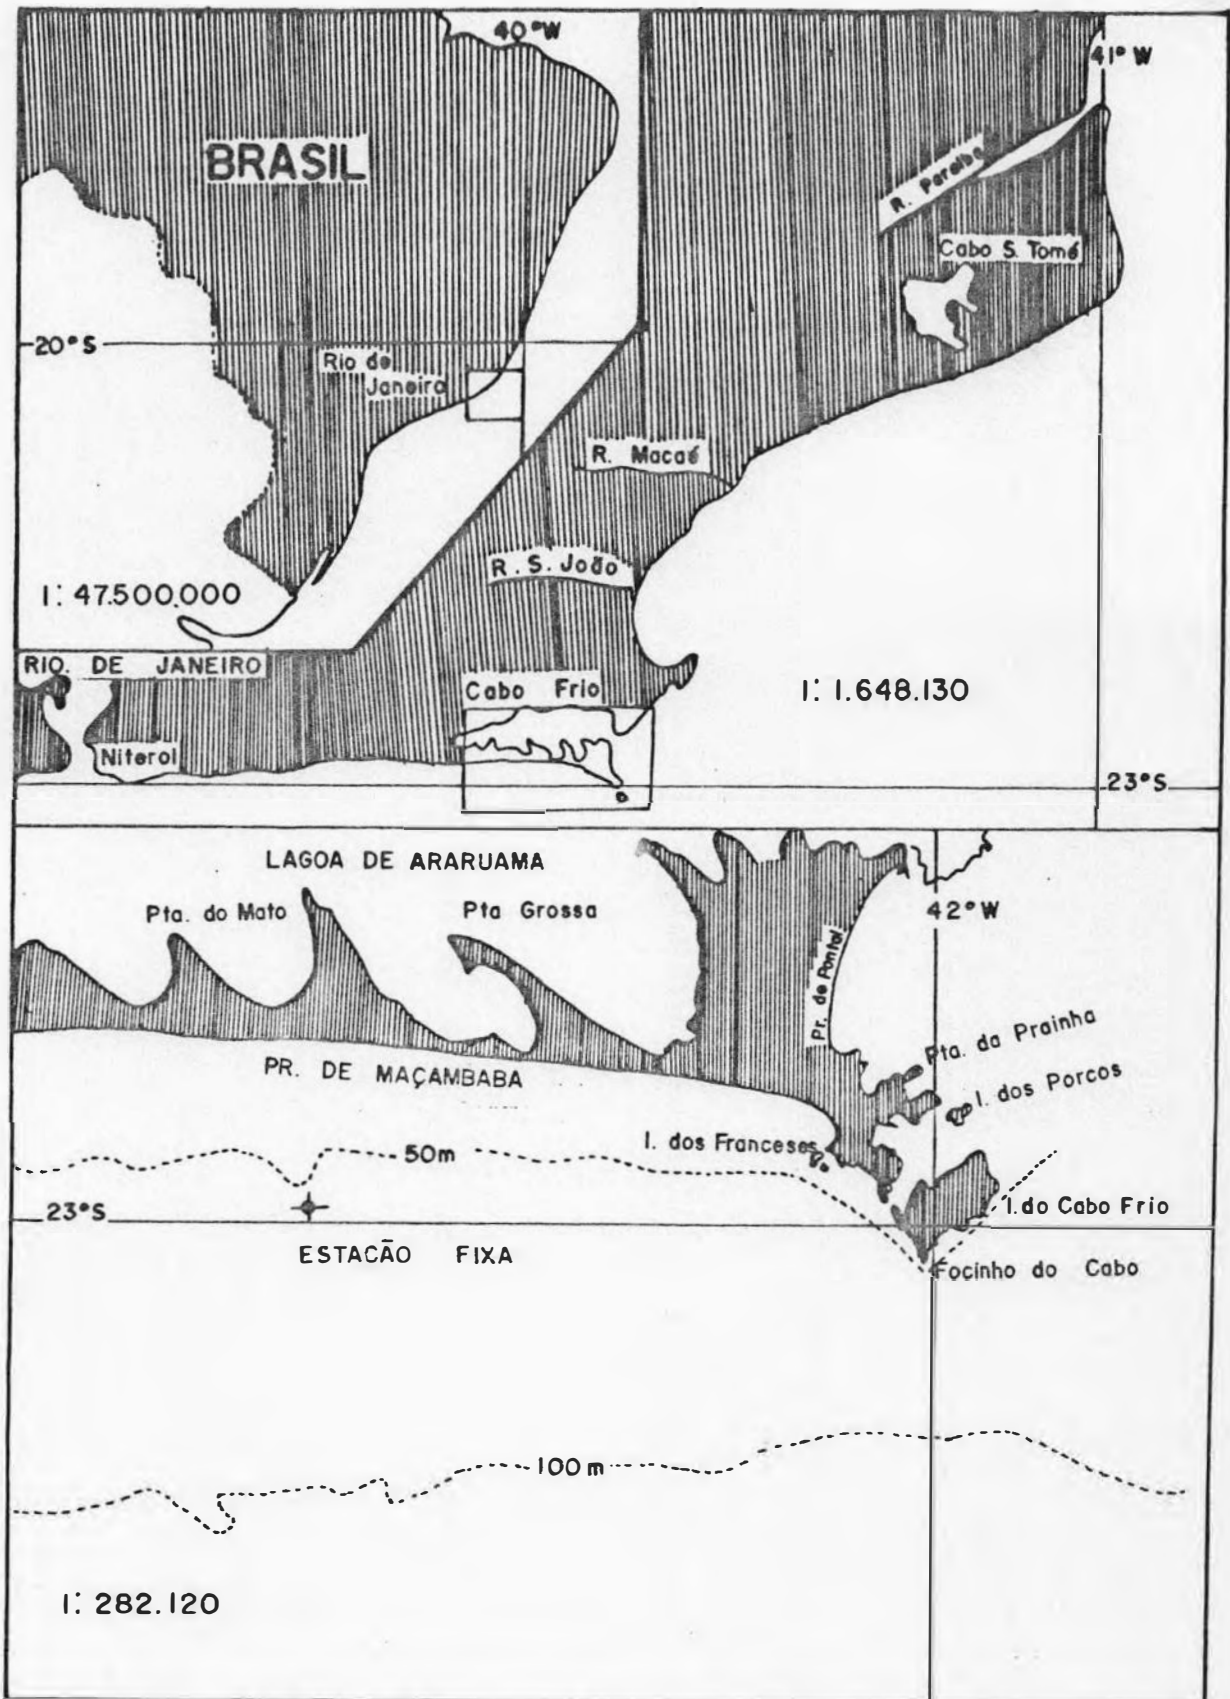 40°W
41° W
BRASIL
R. Paraíba
Cabo S. Tomé
20°S
Rio de
Janeiro
R. Macaé
R. S. João
1: 47.500.000
RIO. DE JANEIRO
Cabo Frio
1: 1.648.130
Niteroi
23°S
LAGOA DE ARARUAMA
Pta. do Mato
Pta Grossa
42° W
Pr. do Pontal
Pta. da Prainha
PR. DE MAÇAMBABA
I. dos Porcos
I. dos Franceses
50m
23°S
I. do Cabo Frio
ESTACÃO FIXA
Focinho do Cabo
100 m
1: 282.120